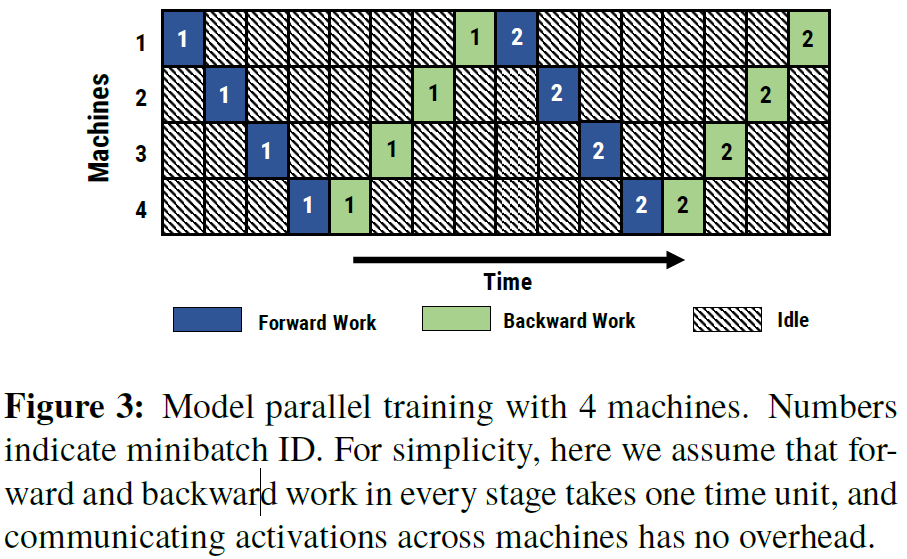 1 1 1 2 2
2 1 1 2 2
3 1 1 2 2
4 1 1 2 2
Machines
Time
Forward Work Backward Work Idle
Figure 3: Model parallel training with 4 machines. Numbers
indicate minibatch ID. For simplicity, here we assume that for-
ward and backward work in every stage takes one time unit, and
communicating activations across machines has no overhead.